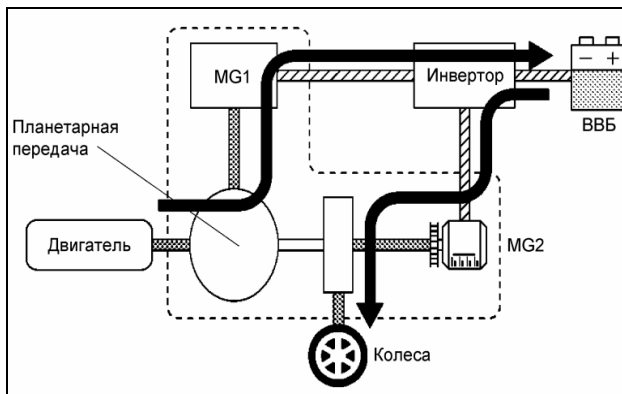 MG1
Инвертор
− +
ВВБ
Планетарная
передача
Двигатель
MG2
Колеса